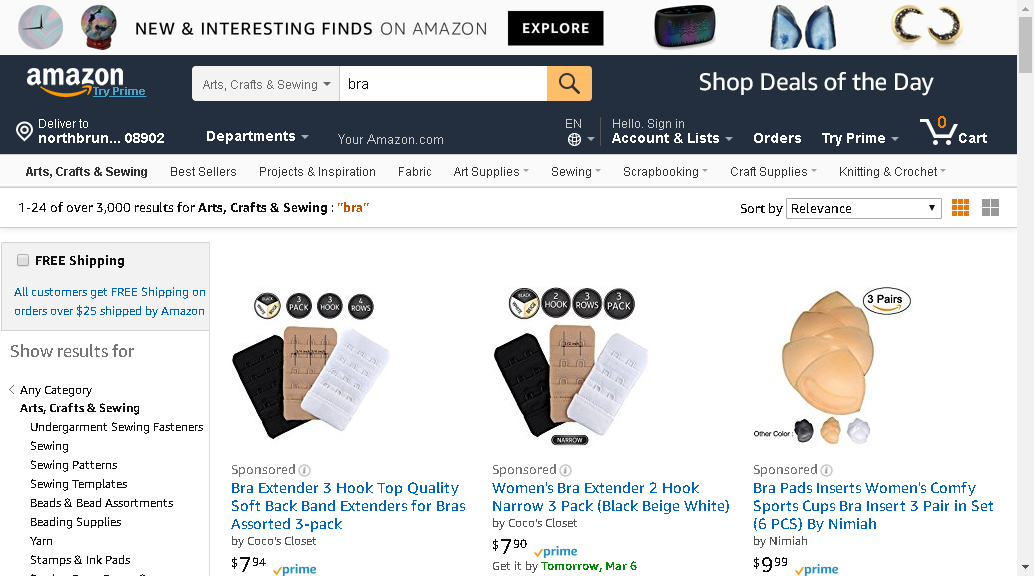 NEW & INTERESTING FINDS ON AMAZON EXPLORE
amazon
Try Prime
Arts, Crafts & Sewing
bra
Shop Deals of the Day
Deliver to
northbrun... 08902
Departments
Your Amazon.com
EN
Hello. Sign in
Account & Lists
Orders
Try Prime
0
Cart
Arts, Crafts & Sewing Best Sellers Projects & Inspiration Fabric Art Supplies Sewing Scrapbooking Craft Supplies Knitting & Crochet
1-24 of over 3,000 results for Arts, Crafts & Sewing : "bra"
Sort by Relevance
FREE Shipping
All customers get FREE Shipping on
orders over $25 shipped by Amazon
Show results for
Any Category
Arts, Crafts & Sewing
Undergarment Sewing Fasteners
Sewing
Sewing Patterns
Sewing Templates
Beads & Bead Assortments
Beading Supplies
Yarn
Stamps & Ink Pads
BLACK
WHITE
BEIGE
3 PACK
3 HOOK
4 ROWS
Sponsored
Bra Extender 3 Hook Top Quality
Soft Back Band Extenders for Bras
Assorted 3-pack
by Coco's Closet
$7 94 prime
BLACK
WHITE
BEIGE
2 HOOK
3 ROWS
3 PACK
NARROW
Sponsored
Women's Bra Extender 2 Hook
Narrow 3 Pack (Black Beige White)
by Coco's Closet
$7 90 prime
Get it by Tomorrow, Mar 6
3 Pairs
Other Color :
Sponsored
Bra Pads Inserts Women's Comfy
Sports Cups Bra Insert 3 Pair in Set
(6 PCS) By Nimiah
by Nimiah
$9 99 prime